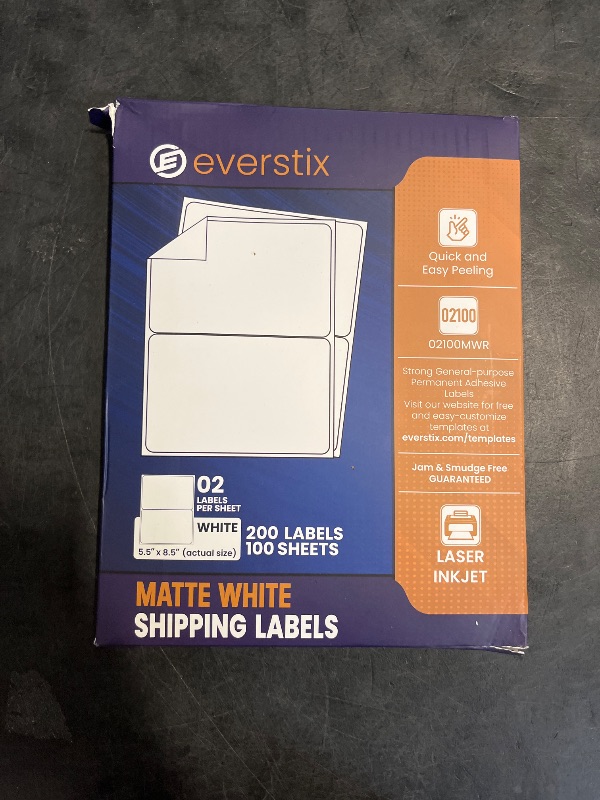 everstix
Quick and
Easy Peeling
02100
02100MWR
Strong General-purpose
Permanent Adhesive
Labels
Visit our website for free
and easy-customize
templates at
everstix.com/templates
Jam & Smudge Free
GUARANTEED
LASER
INKJET
02
LABELS
PER SHEET
WHITE
5.5" x 8.5" (actual size)
200 LABELS
100 SHEETS
MATTE WHITE
SHIPPING LABELS